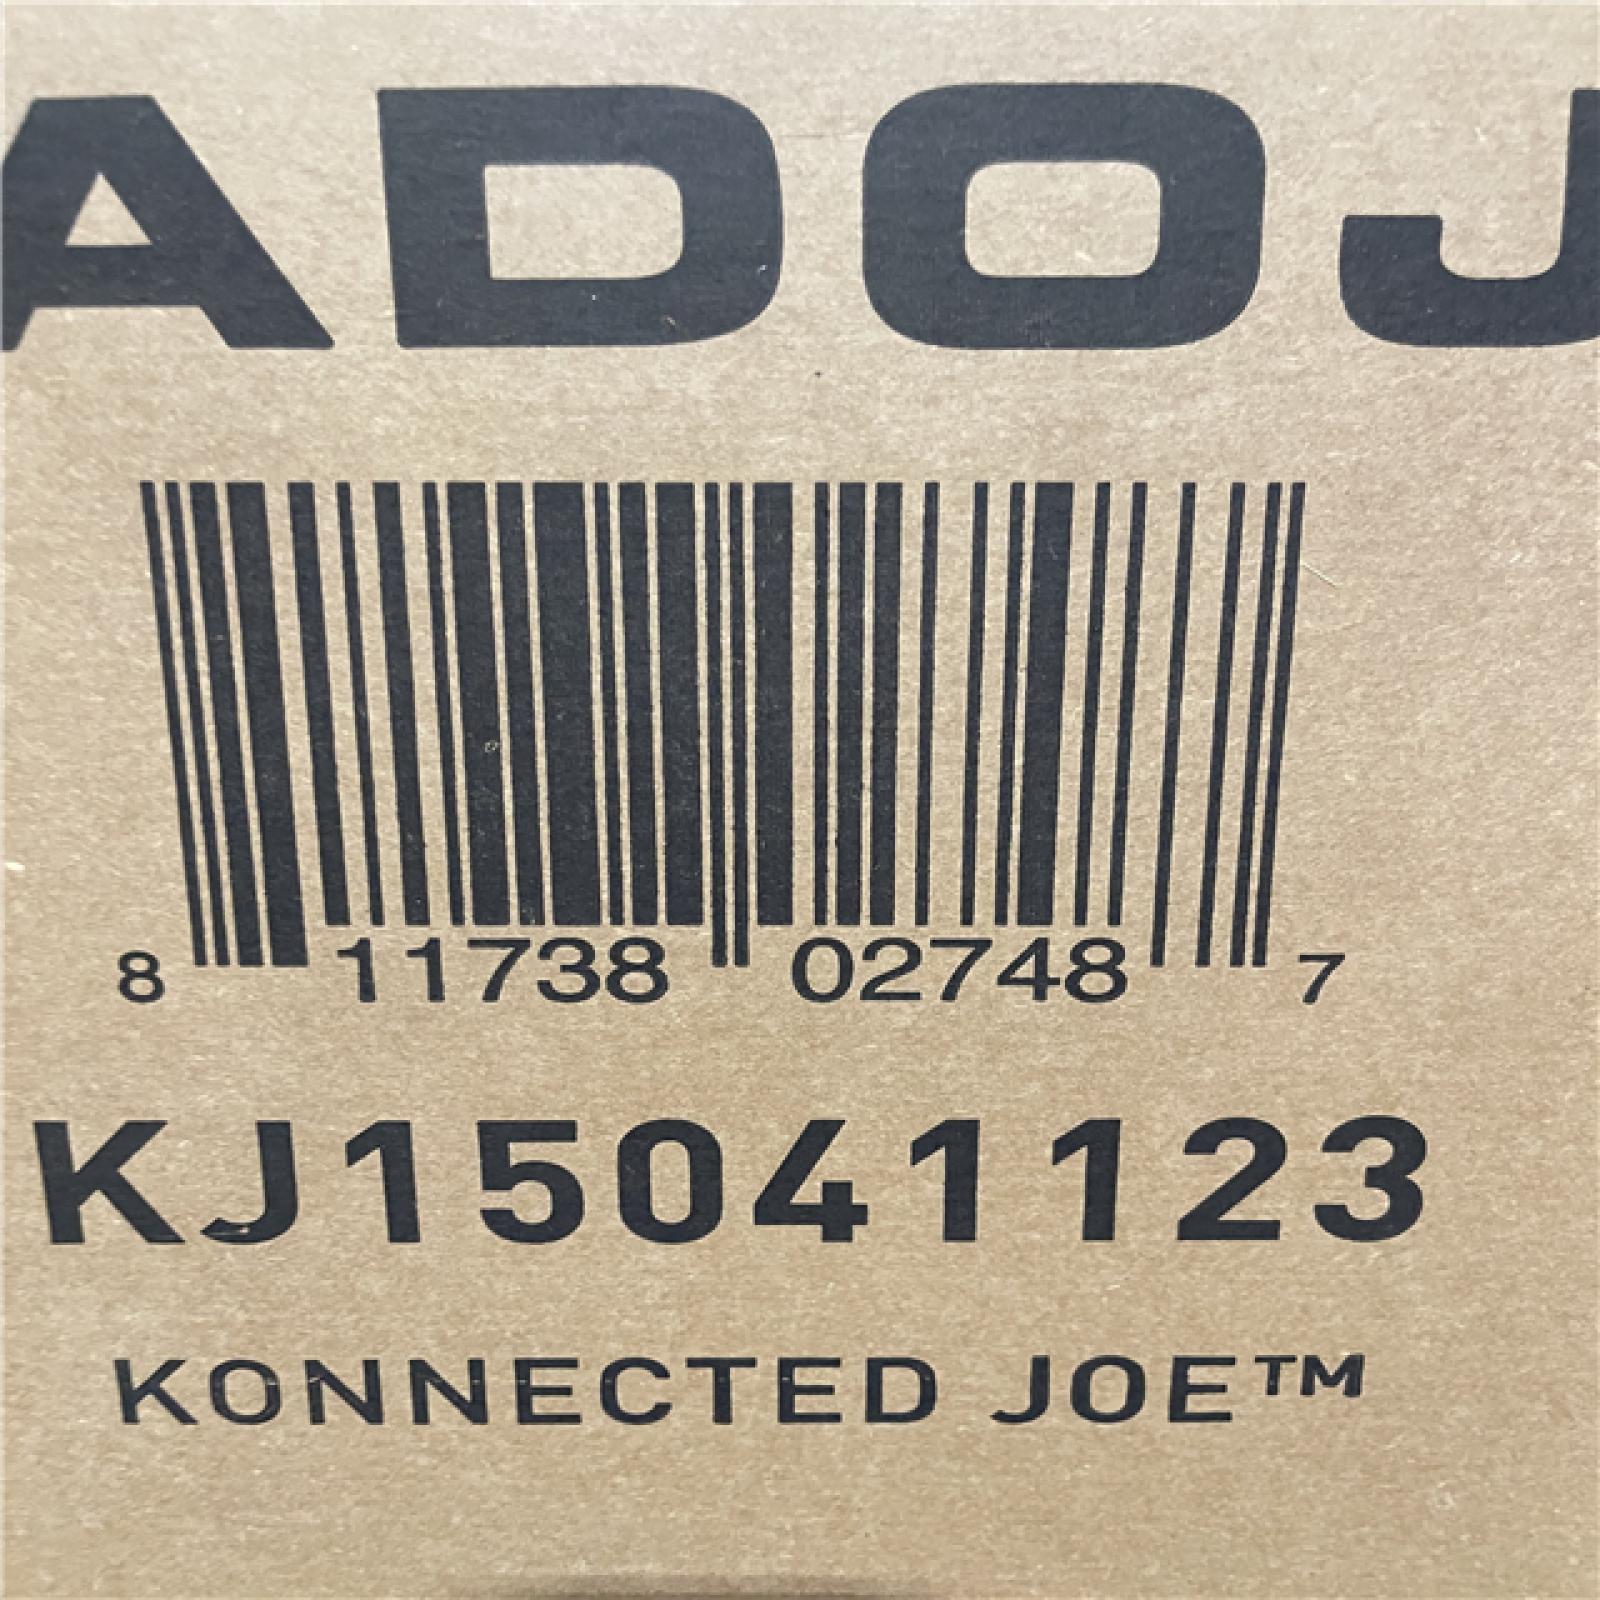 ADOJ
8 11738 02748 7
KJ15041123
KONNECTED JOE™